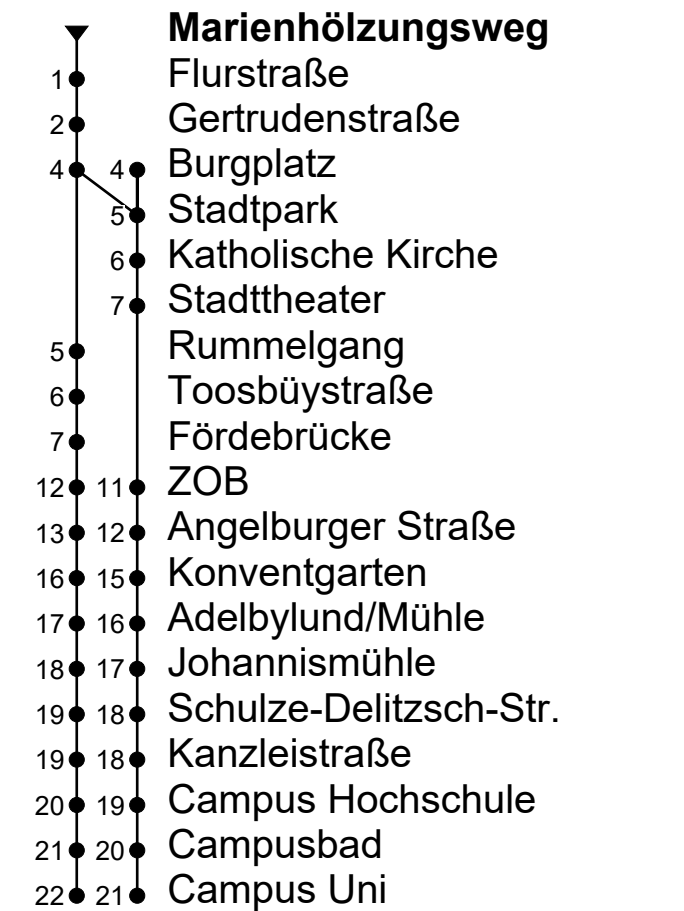 Marienhölzungsweg
1 Flurstraße
2 Gertrudenstraße
4 4 Burgplatz
5 Stadtpark
6 Katholische Kirche
7 Stadttheater
5 Rummelgang
6 Toosbüystraße
7 Fördebrücke
12 11 ZOB
13 12 Angelburger Straße
16 15 Konventgarten
17 16 Adelbylund/Mühle
18 17 Johannismühle
19 18 Schulze-Delitzsch-Str.
19 18 Kanzleistraße
20 19 Campus Hochschule
21 20 Campusbad
22 21 Campus Uni